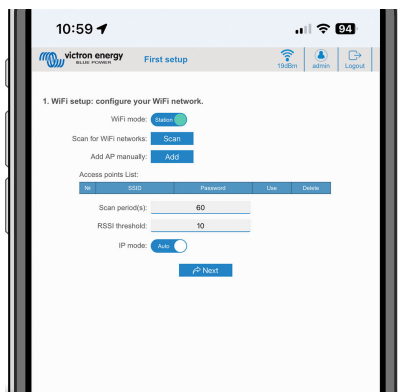 10:59
94
victron energy
BLUE POWER
First setup
19dBm
admin
Logout
1. WiFi setup: configure your WiFi network.
WiFi mode: Station
Scan for WiFi networks: Scan
Add AP manually: Add
Access points List:
№ SSID Password Use Delete
Scan period(s): 60
RSSI threshold: 10
IP mode: Auto
Next